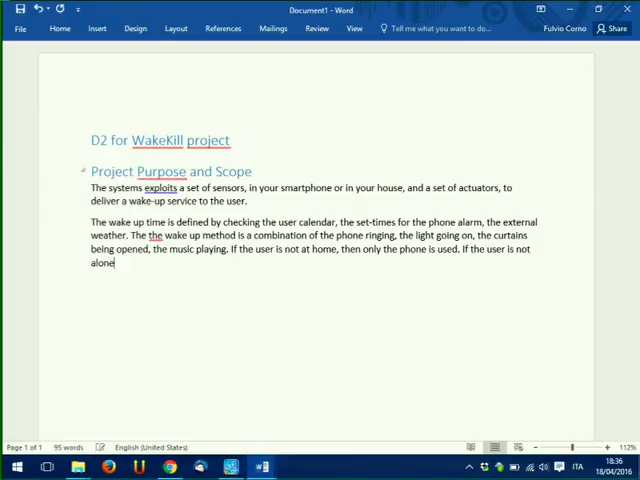 Document1 - Word
File Home Insert Design Layout References Mailings Review View Tell me what you want to do... Fulvio Corno Share
D2 for WakeKill project
Project Purpose and Scope
The systems exploits a set of sensors, in your smartphone or in your house, and a set of actuators, to
deliver a wake-up service to the user.
The wake up time is defined by checking the user calendar, the set-times for the phone alarm, the external
weather. The the wake up method is a combination of the phone ringing, the light going on, the curtains
being opened, the music playing. If the user is not at home, then only the phone is used. If the user is not
alone
Page 1 of 1 95 words English (United States) 112%
18:36
ITA
18/04/2016